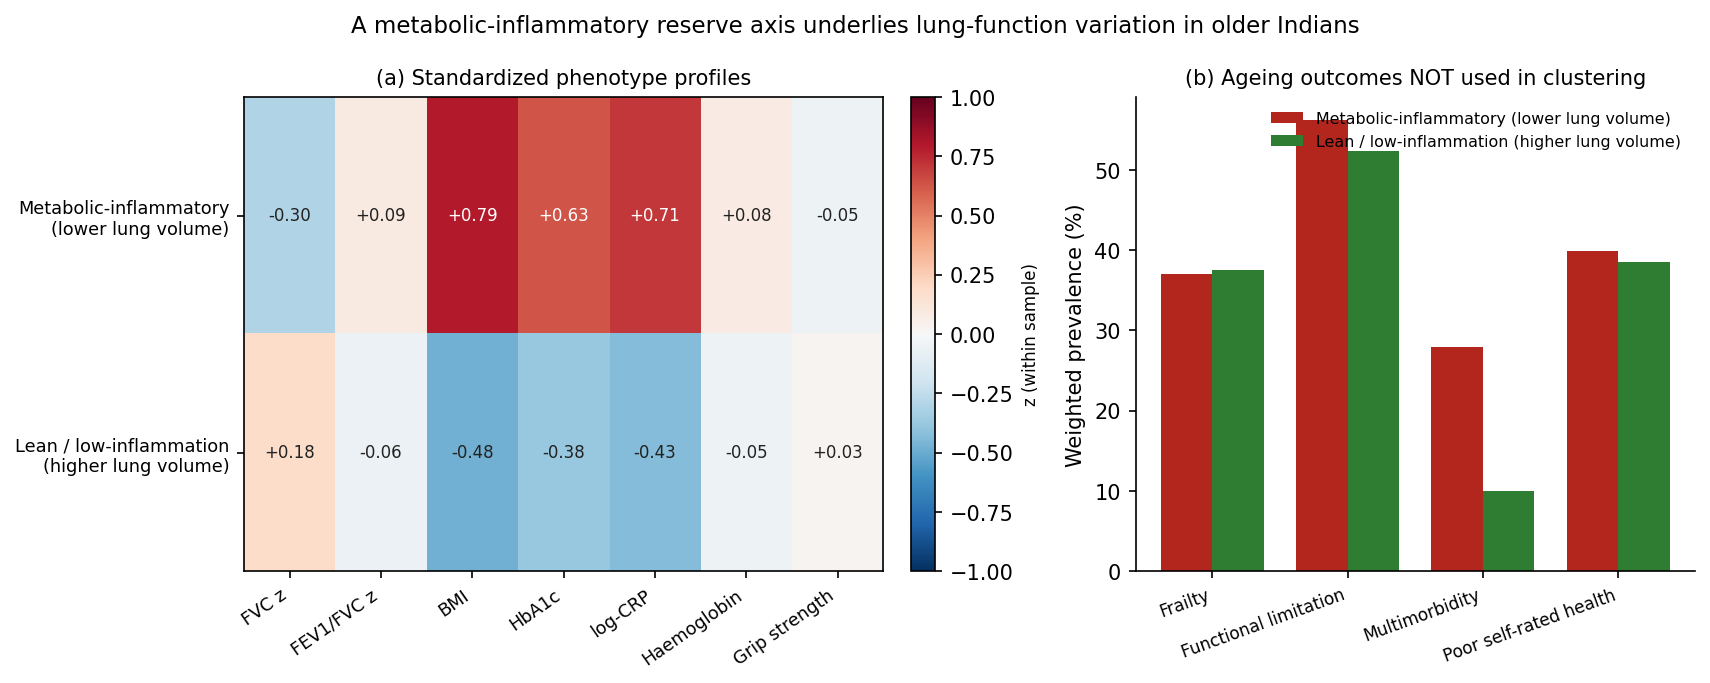 A metabolic-inflammatory reserve axis underlies lung-function variation in older Indians
(a) Standardized phenotype profiles
Metabolic-inflammatory
(lower lung volume)
Lean / low-inflammation
(higher lung volume)
-0.30 +0.09 +0.79 +0.63 +0.71 +0.08 -0.05
+0.18 -0.06 -0.48 -0.38 -0.43 -0.05 +0.03
FVC z
FEV1/FVC z
BMI
HbA1c
log-CRP
Haemoglobin
Grip strength
1.00
0.75
0.50
0.25
0.00
−0.25
−0.50
−0.75
−1.00
z (within sample)
(b) Ageing outcomes NOT used in clustering
Metabolic-inflammatory (lower lung volume)
Lean / low-inflammation (higher lung volume)
Weighted prevalence (%)
50
40
30
20
10
0
Frailty
Functional limitation
Multimorbidity
Poor self-rated health